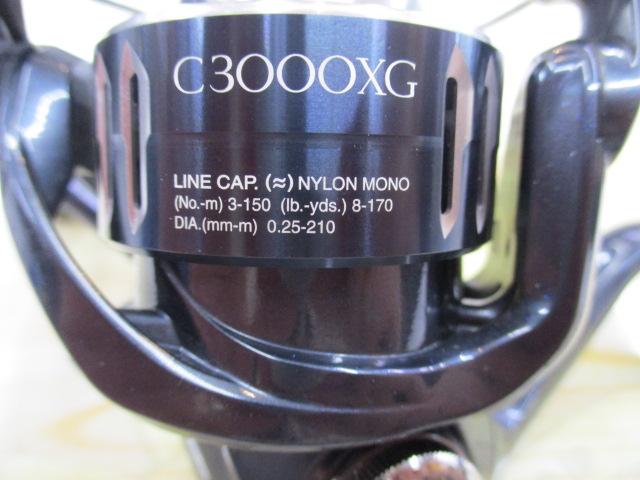 C3000XG
LINE CAP. (≈) NYLON MONO
(No.-m) 3-150 (lb.-yds.) 8-170
DIA.(mm-m) 0.25-210